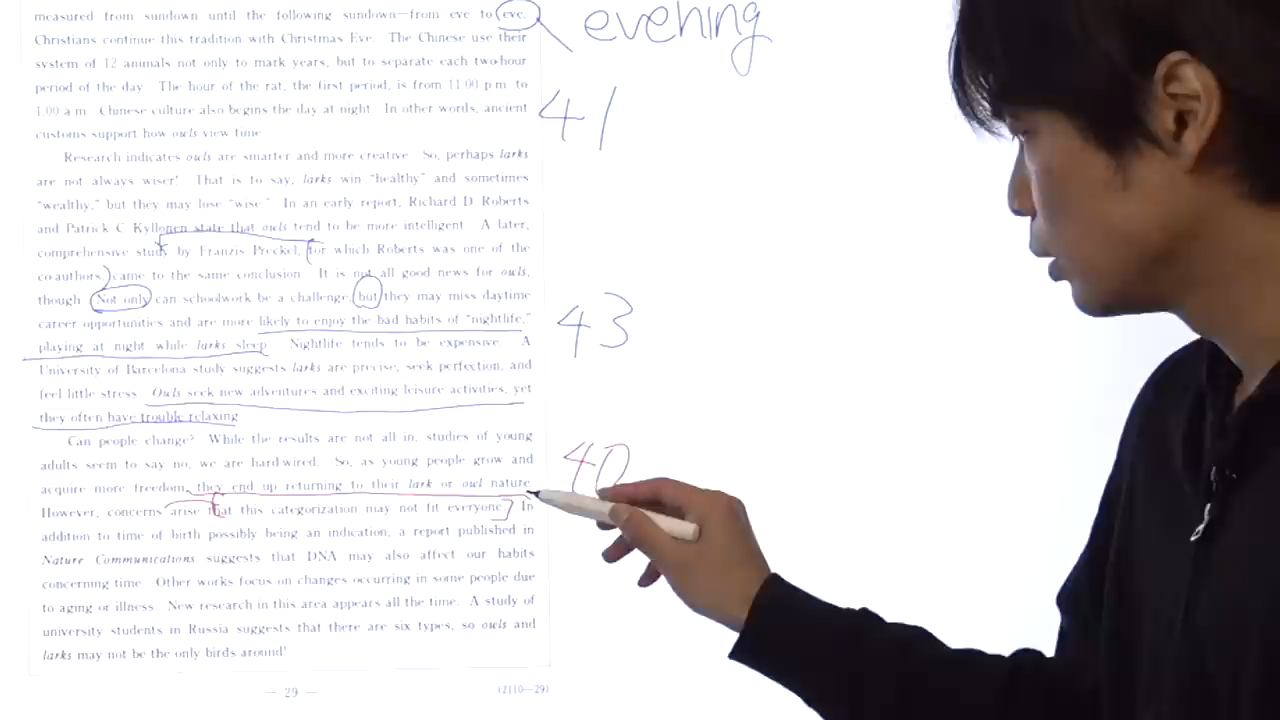 measured from sundown until the following sundown—from eve to eve.
evening
Christians continue this tradition with Christmas Eve. The Chinese use their
system of 12 animals not only to mark years, but to separate each two-hour
period of the day. The hour of the rat, the first period, is from 11:00 p.m. to
1:00 a.m. Chinese culture also begins the day at night. In other words, ancient
41
customs support how owls view time.
Research indicates owls are smarter and more creative. So, perhaps larks
are not always wiser! That is to say, larks win "healthy" and sometimes
"wealthy," but they may lose "wise." In an early report, Richard D. Roberts
and Patrick C. Kyllonen state that owls tend to be more intelligent. A later,
comprehensive study by Franzis Preckel, for which Roberts was one of the
co-authors, came to the same conclusion. It is not all good news for owls,
though. Not only can schoolwork be a challenge, but they may miss daytime
career opportunities and are more likely to enjoy the bad habits of "nightlife,"
43
playing at night while larks sleep. Nightlife tends to be expensive. A
University of Barcelona study suggests larks are precise, seek perfection, and
feel little stress. Owls seek new adventures and exciting leisure activities, yet
they often have trouble relaxing.
Can people change? While the results are not all in, studies of young
adults seem to say no, we are hard-wired. So, as young people grow and
40
acquire more freedom, they end up returning to their lark or owl nature.
However, concerns arise that this categorization may not fit everyone. In
addition to time of birth possibly being an indication, a report published in
Nature Communications suggests that DNA may also affect our habits
concerning time. Other works focus on changes occurring in some people due
to aging or illness. New research in this area appears all the time. A study of
university students in Russia suggests that there are six types, so owls and
larks may not be the only birds around!
— 29 —
(2110—29)